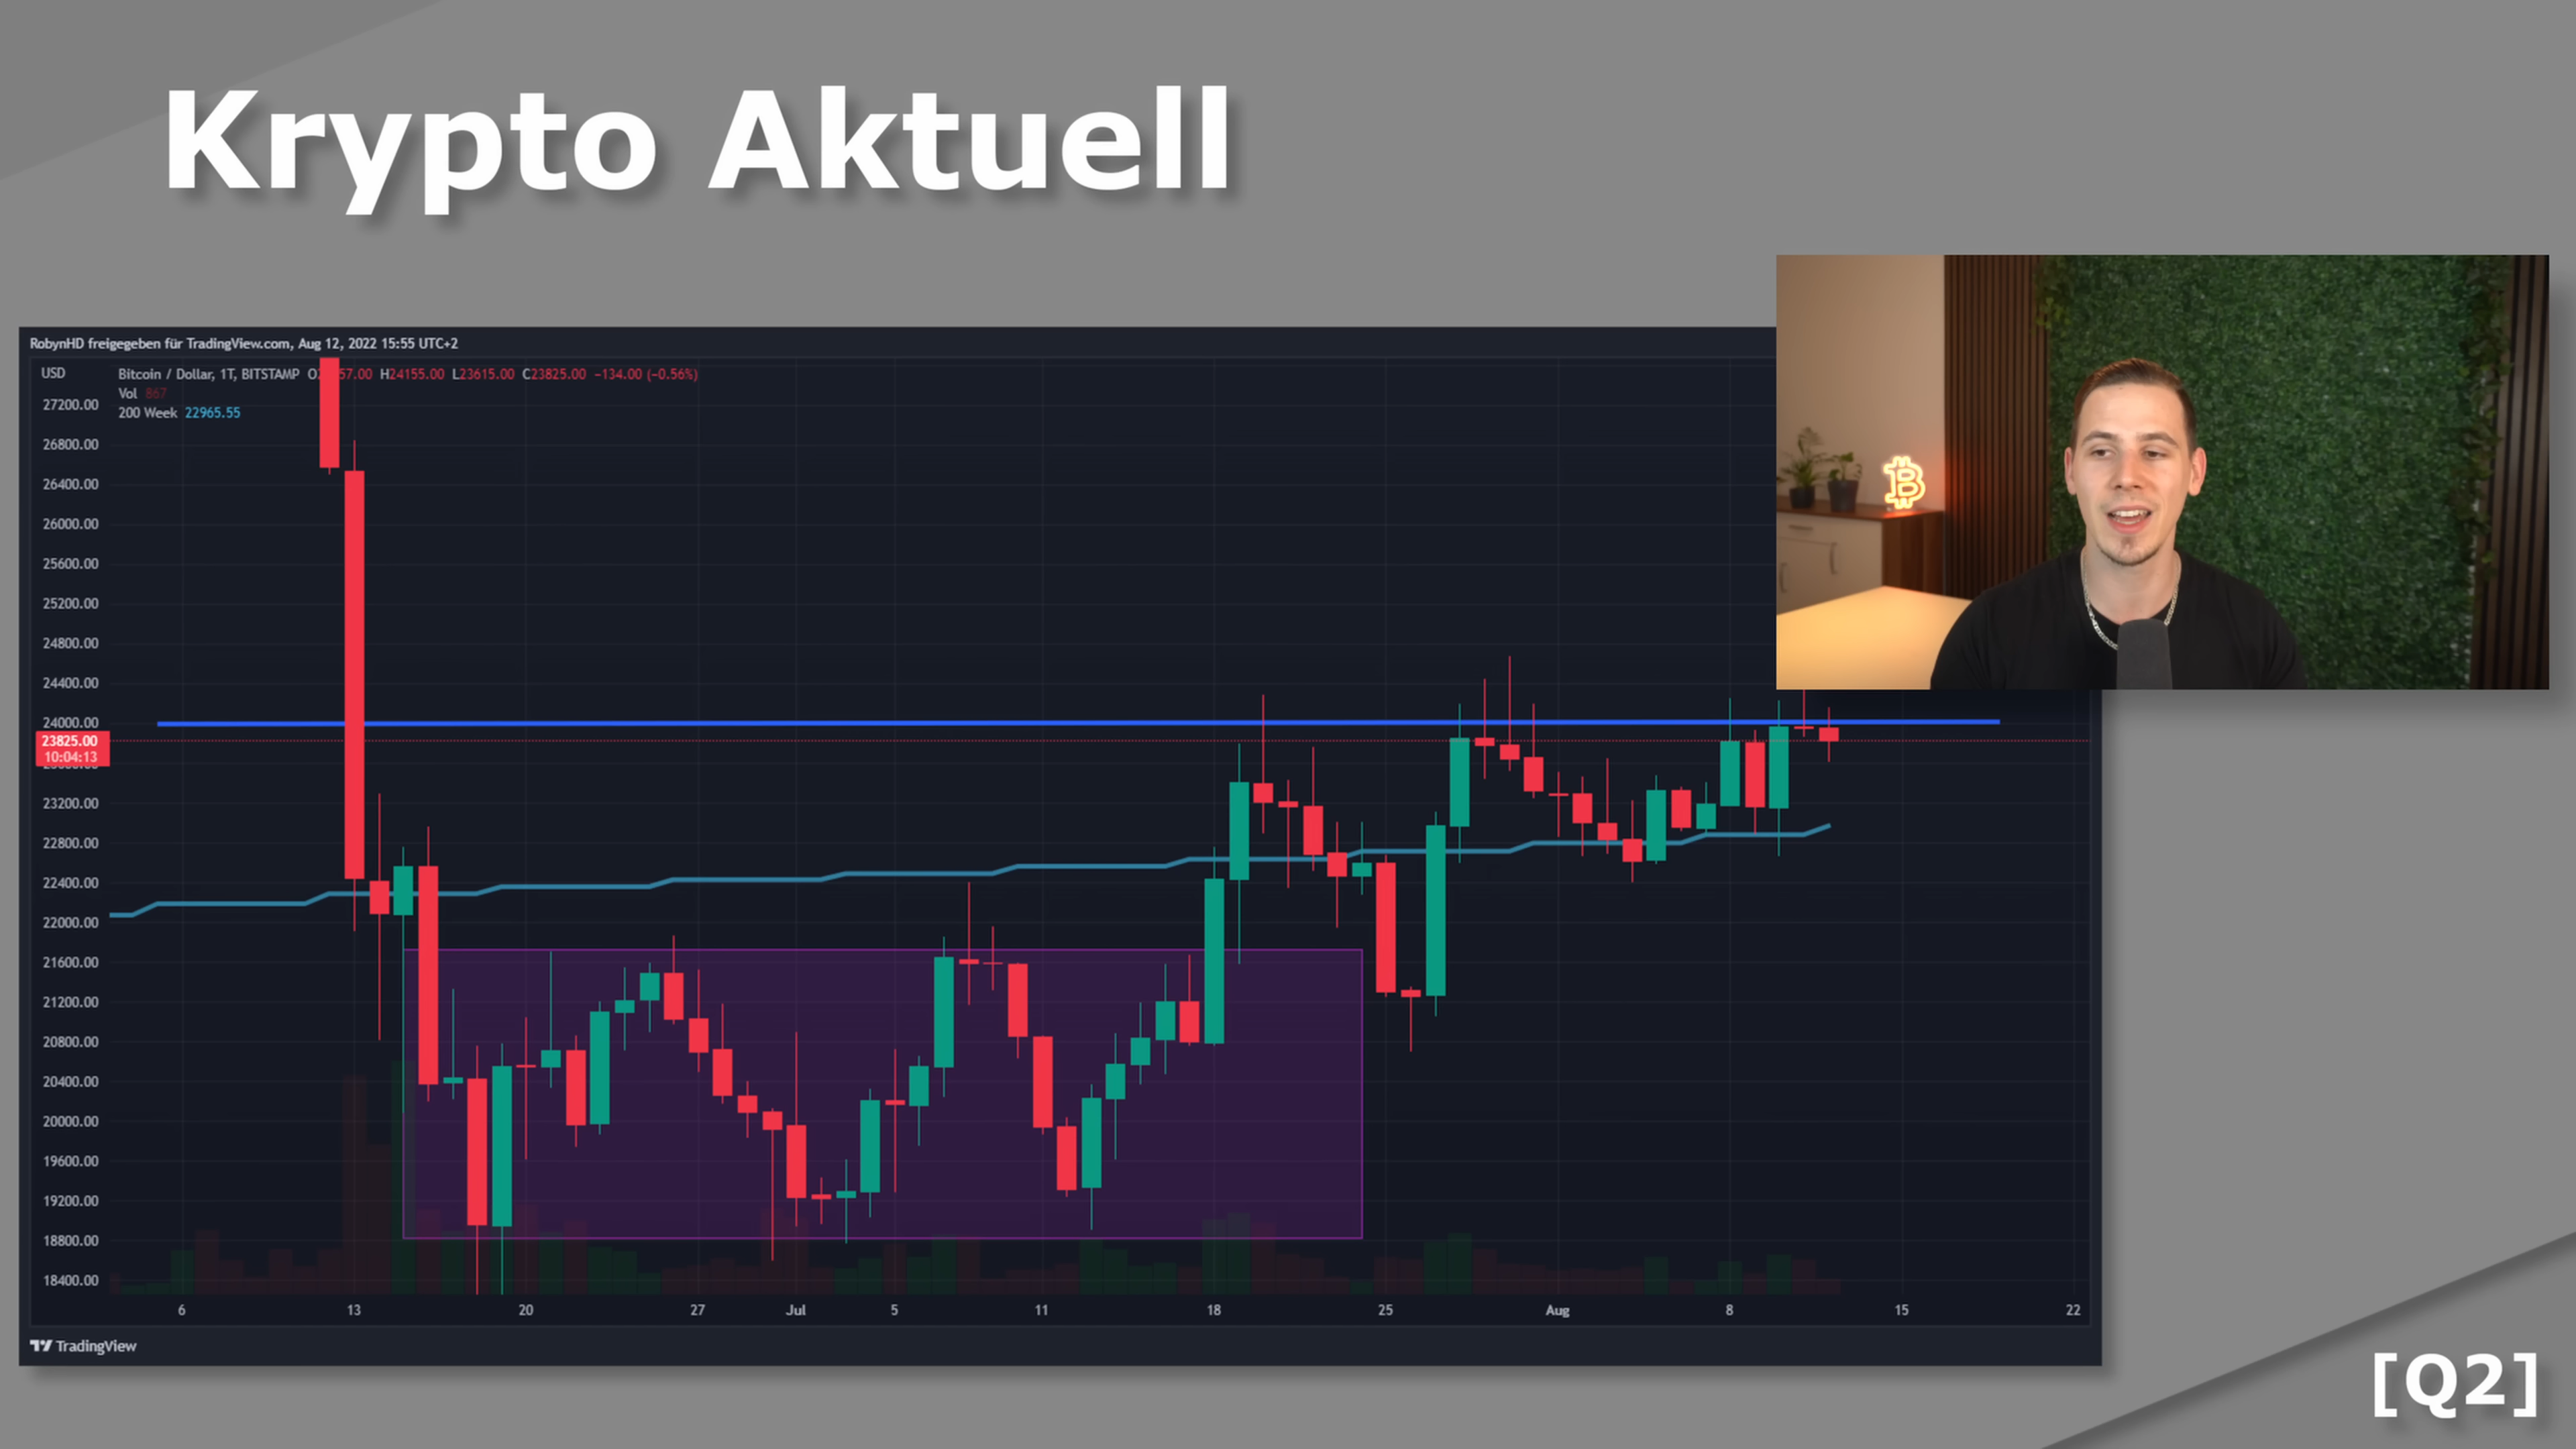 Krypto Aktuell
RobynHD freigegeben für TradingView.com, Aug 12, 2022 15:55 UTC+2
USD
Bitcoin / Dollar, 1T, BITSTAMP H24155.00 L23615.00 C23825.00 −134.00 (−0.56%)
Vol 867
200 Week 22965.55
27200.00
26800.00
26400.00
26000.00
25600.00
25200.00
24800.00
24400.00
24000.00
23825.00
10:04:13
23200.00
22800.00
22400.00
22000.00
21600.00
21200.00
20800.00
20400.00
20000.00
19600.00
19200.00
18800.00
18400.00
6 13 20 27 Jul 5 11 18 25 Aug 8 15 22
TradingView
[Q2]